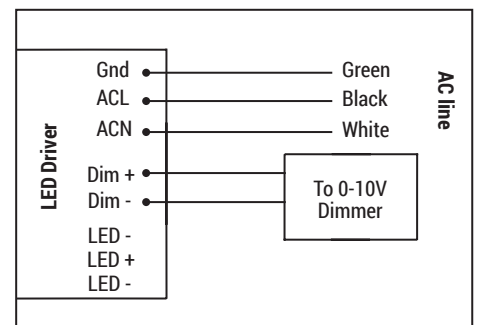 Gnd Green
ACL Black
ACN White
AC line
LED Driver
Dim +
Dim -
To 0-10V
Dimmer
LED -
LED +
LED -